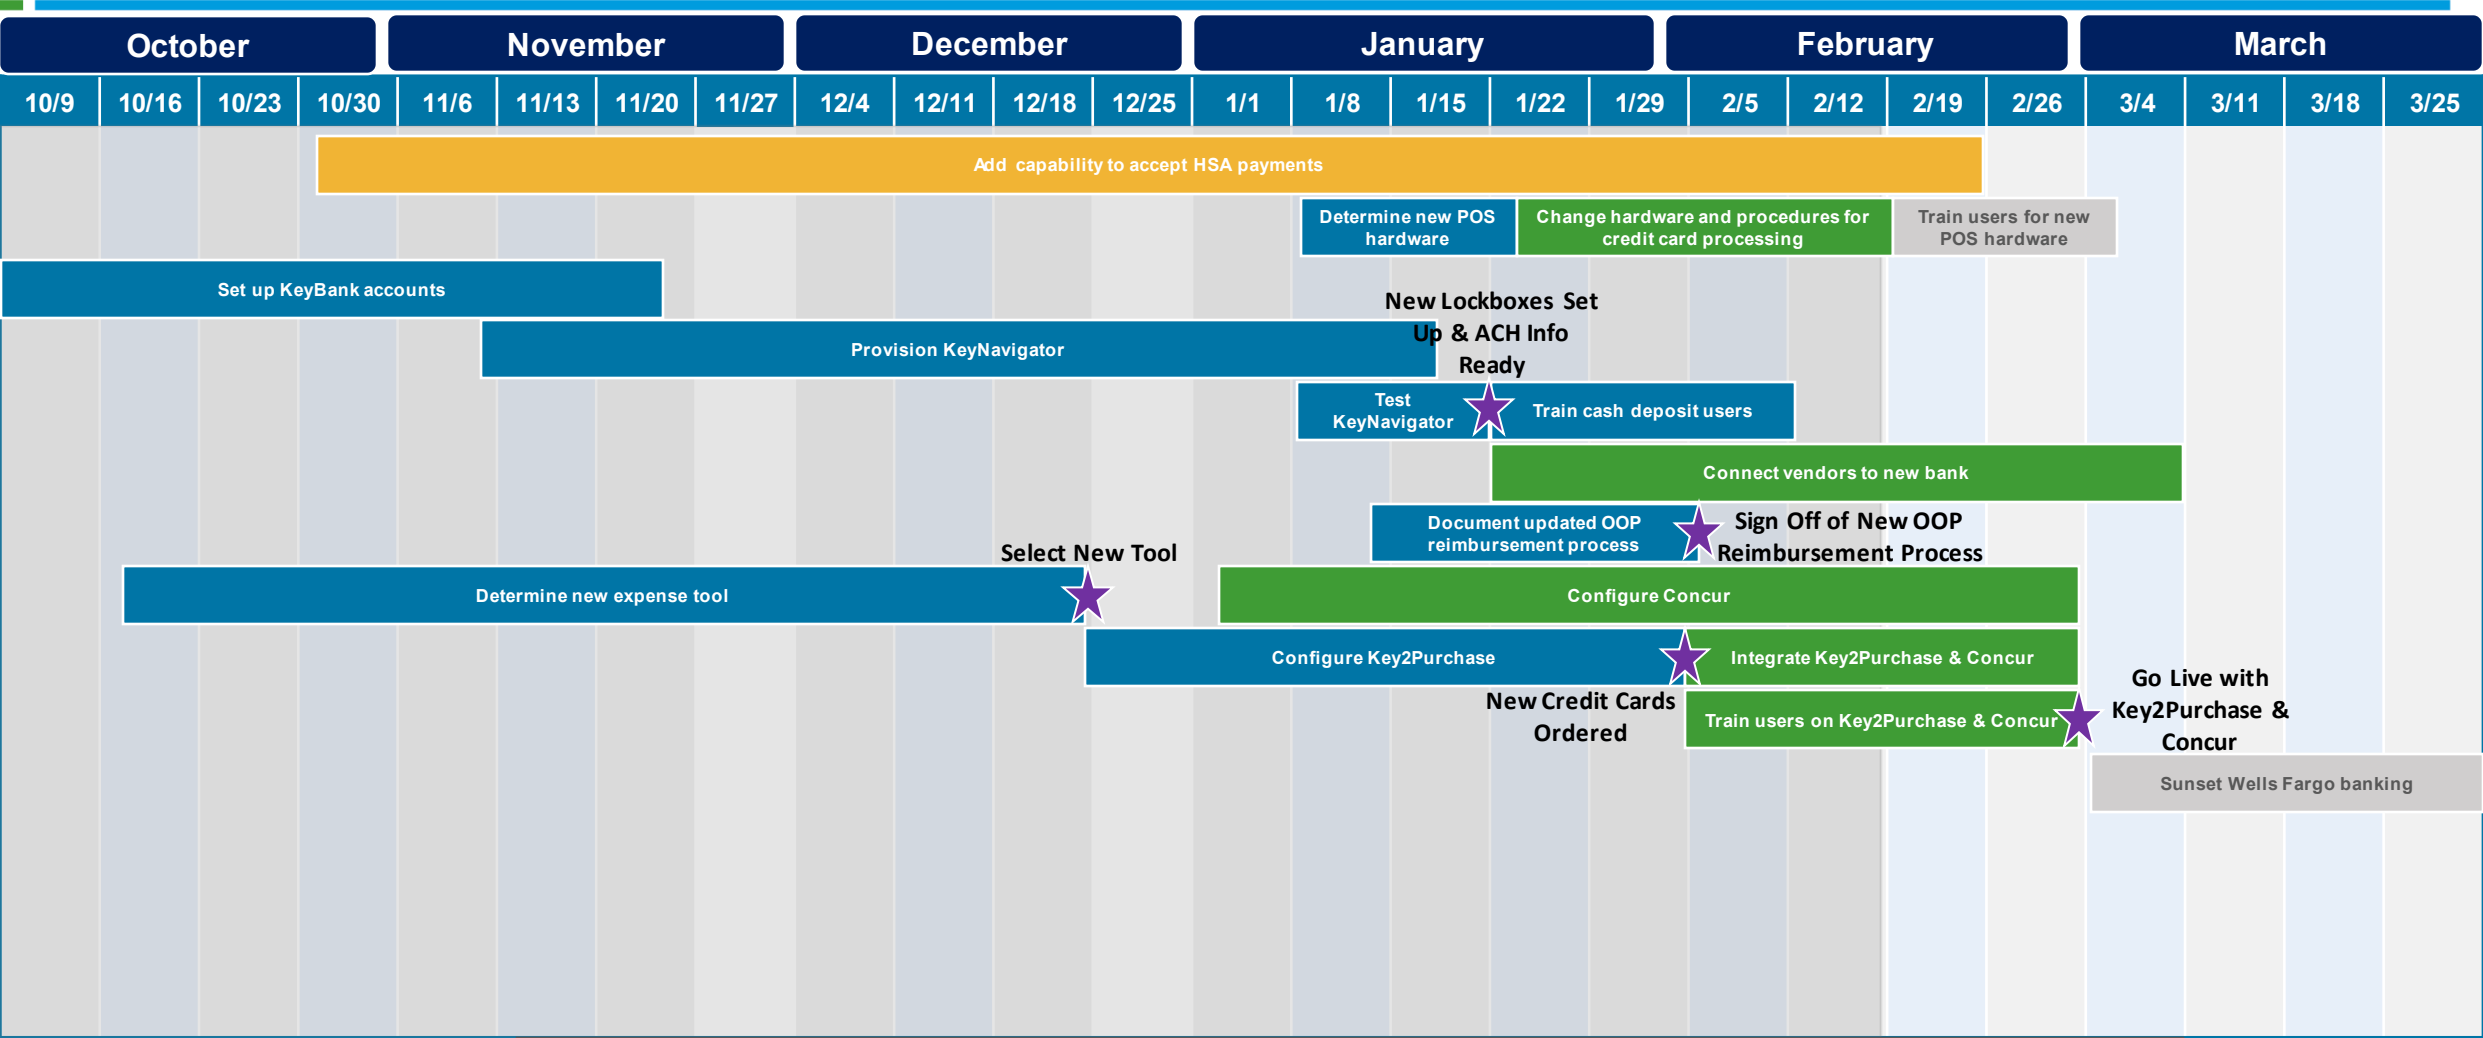 October November December January February March
10/9 10/16 10/23 10/30 11/6 11/13 11/20 11/27 12/4 12/11 12/18 12/25 1/1 1/8 1/15 1/22 1/29 2/5 2/12 2/19 2/26 3/4 3/11 3/18 3/25
Add capability to accept HSA payments
Determine new POS
hardware
Change hardware and procedures for
credit card processing
Train users for new
POS hardware
Set up KeyBank accounts
New Lockboxes Set
Up & ACH Info
Ready
Provision KeyNavigator
Test
KeyNavigator
Train cash deposit users
Connect vendors to new bank
Document updated OOP
reimbursement process
Sign Off of New OOP
Reimbursement Process
Select New Tool
Determine new expense tool
Configure Concur
Configure Key2Purchase
Integrate Key2Purchase & Concur
New Credit Cards
Ordered
Train users on Key2Purchase & Concur
Go Live with
Key2Purchase &
Concur
Sunset Wells Fargo banking